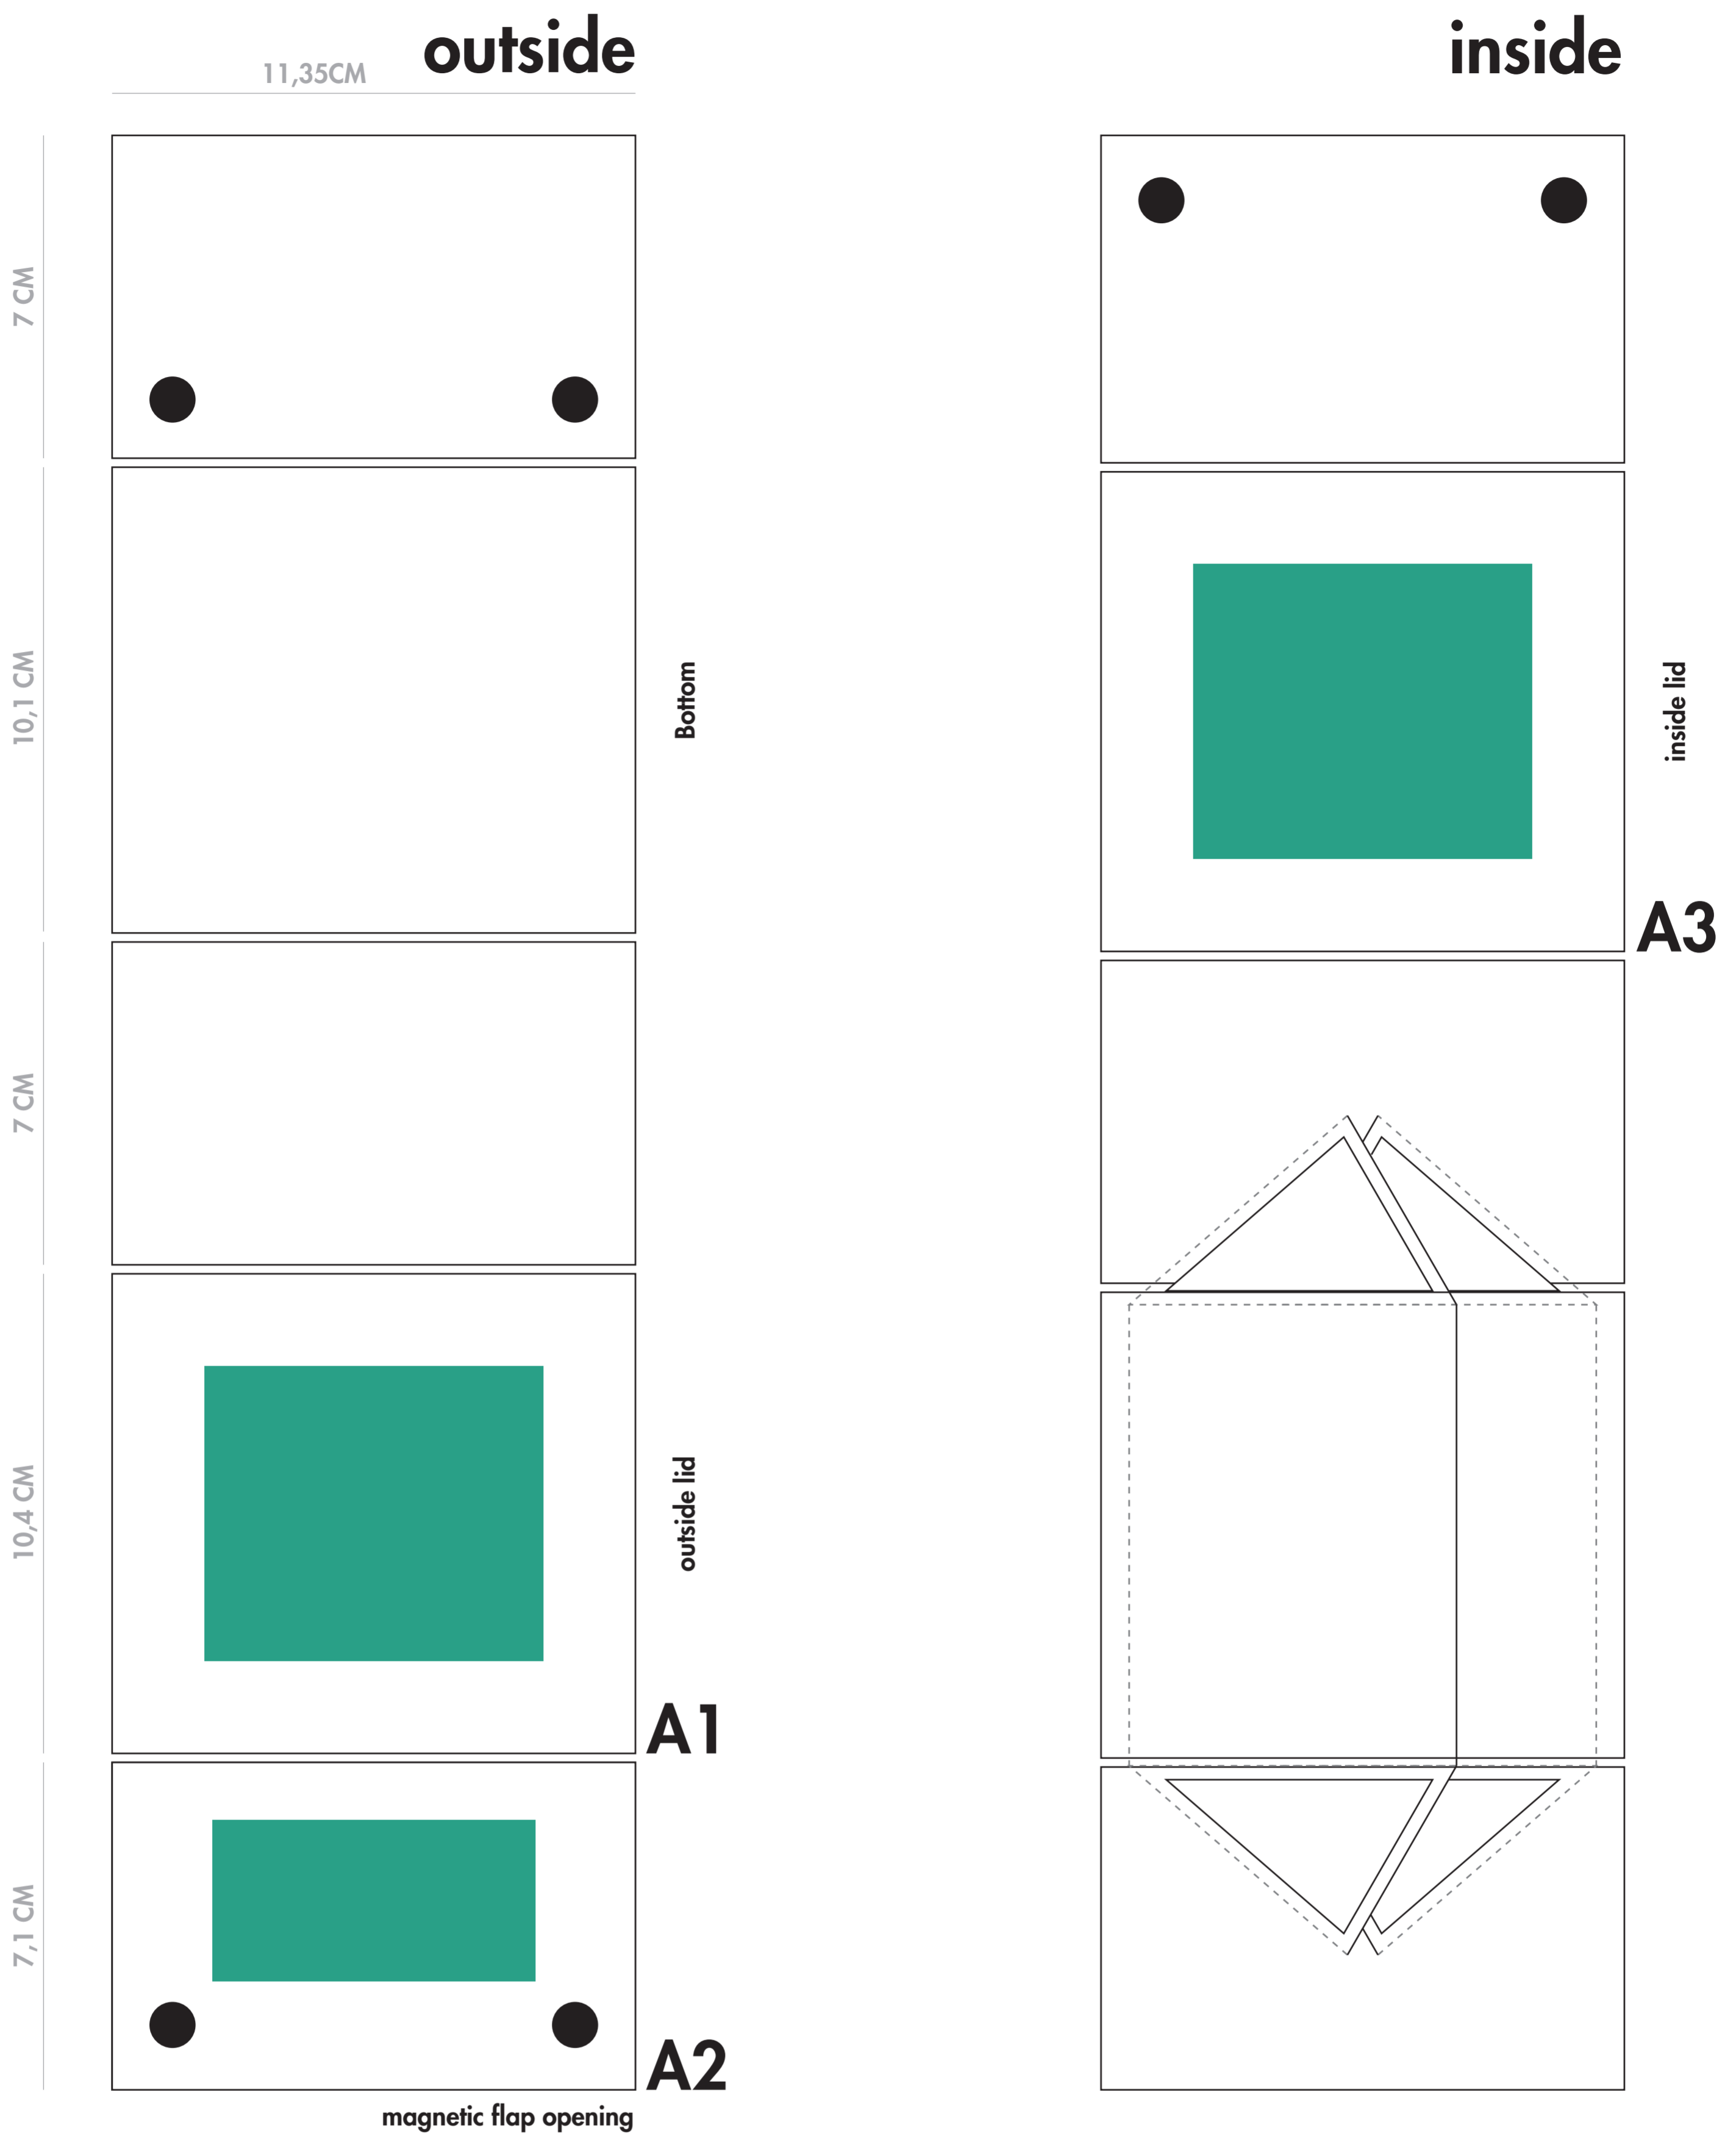 outside
inside
11,35CM
7 CM
10,1 CM
Bottom
inside lid
A3
7 CM
10,4 CM
outside lid
A1
7,1 CM
A2
magnetic flap opening